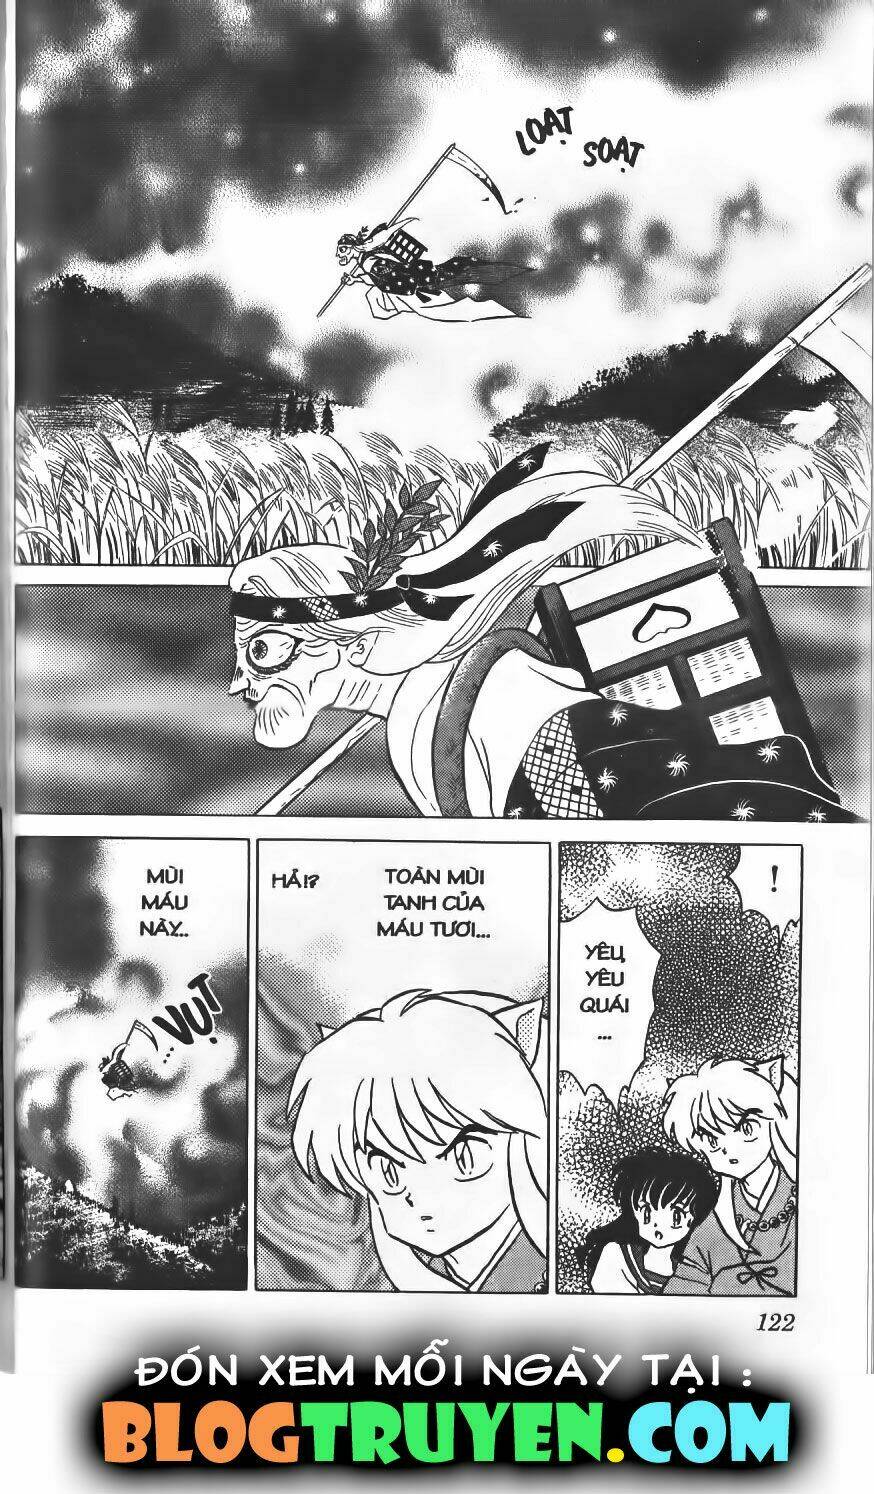 LOẠT
SOẠT
!
YÊU,
YÊU
QUÁI
...
TOÀN MÙI
TANH CỦA
MÁU TƯƠI...
HẢ!?
MÙI
MÁU
NÀY...
...VỤT
122
ĐÓN XEM MỖI NGÀY TẠI :
BLOGTRUYEN.COM